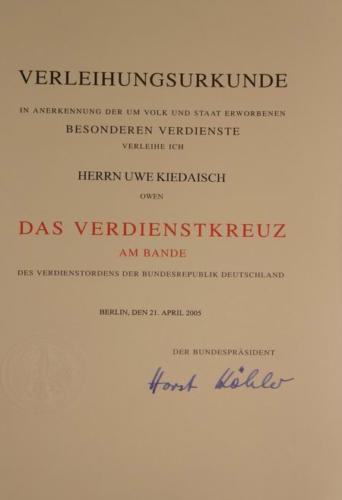 VERLEIHUNGSURKUNDE
IN ANERKENNUNG DER UM VOLK UND STAAT ERWORBENEN
BESONDEREN VERDIENSTE
VERLEIHE ICH
HERRN UWE KIEDAISCH
OWEN
DAS VERDIENSTKREUZ
AM BANDE
DES VERDIENSTORDENS DER BUNDESREPUBLIK DEUTSCHLAND
BERLIN, DEN 21. APRIL 2005
DER BUNDESPRÄSIDENT
Horst Köhler